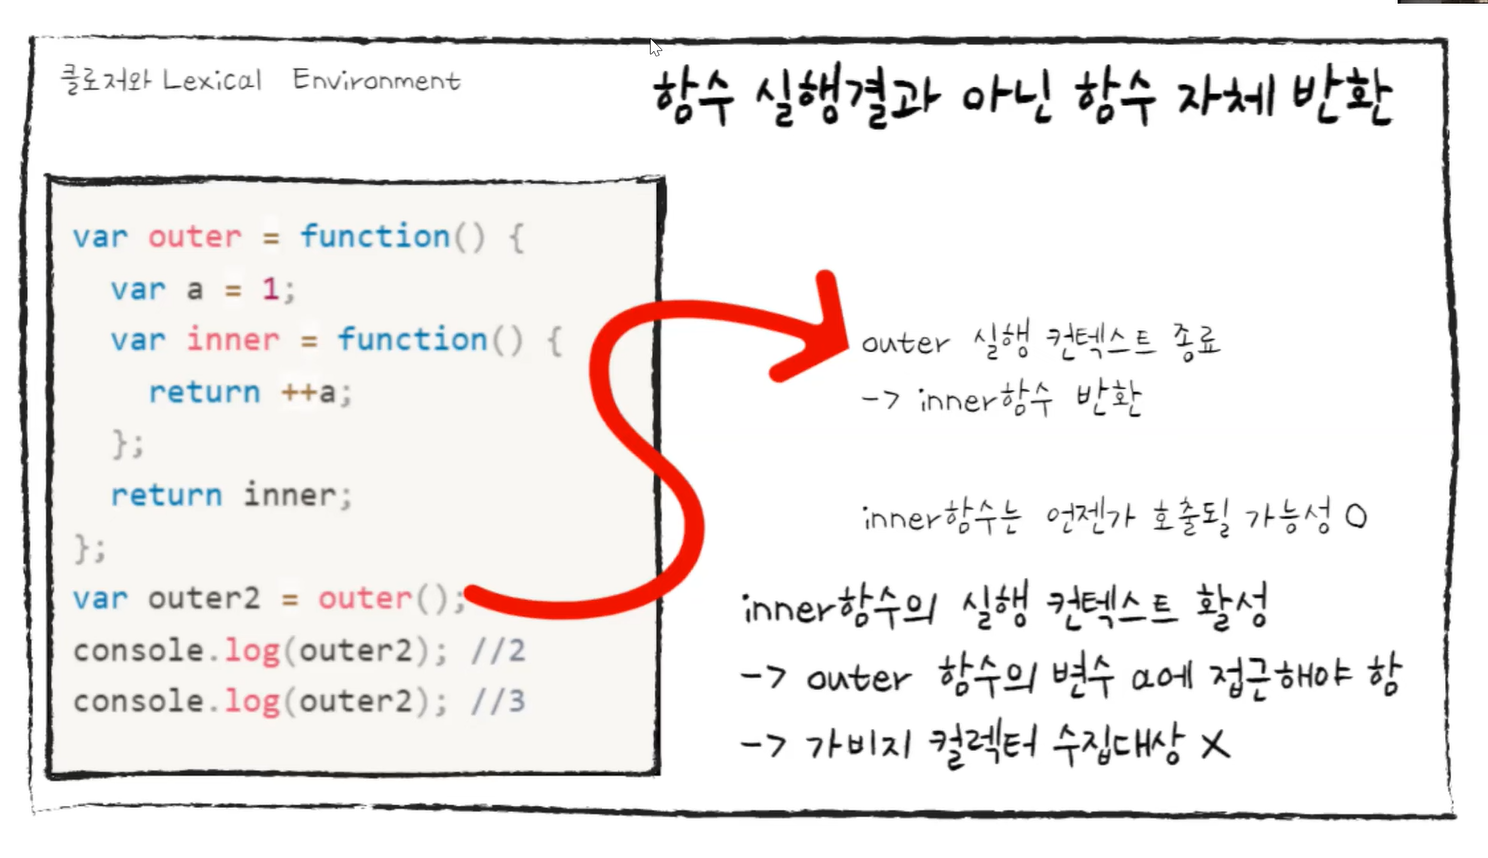 클로저와 Lexical Environment
함수 실행결과 아닌 함수 자체 반환
var outer = function() {
  var a = 1;
  var inner = function() {
    return ++a;
  };
  return inner;
};
var outer2 = outer();
console.log(outer2); //2
console.log(outer2); //3
outer 실행 컨텍스트 종료
-> inner함수 반환
inner함수는 언젠가 호출될 가능성 O
inner함수의 실행 컨텍스트 활성
-> outer 함수의 변수 a에 접근해야 함
-> 가비지 컬렉터 수집대상 X